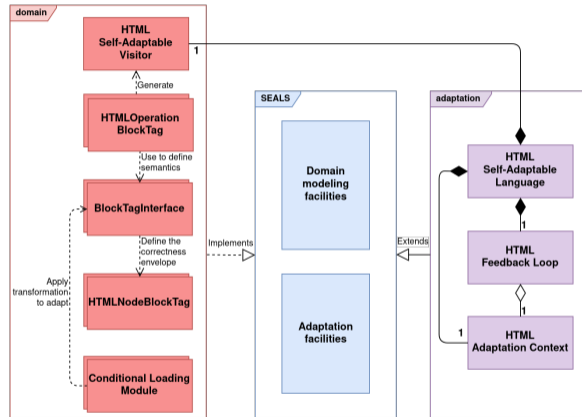 domain
HTML
Self-Adaptable
Visitor
1
Generate
HTMLOperation
BlockTag
Use to define
semantics
BlockTagInterface
Define the
correctness
envelope
Apply
transformation
to adapt
HTMLNodeBlockTag
Conditional Loading
Module
Implements
SEALS
Domain
modeling
facilities
Adaptation
facilities
Extends
adaptation
HTML
Self-Adaptable
Language
1
HTML
Feedback Loop
1
1
HTML
Adaptation Context